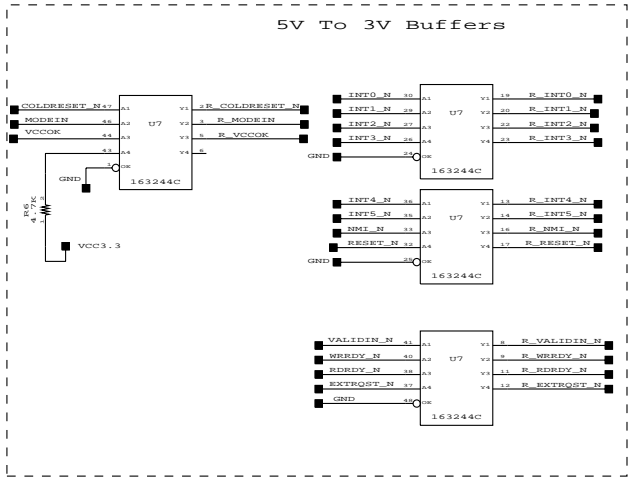 5V To 3V Buffers
COLDRESET_N 47 A1 Y1 2 R_COLDRESET_N
MODEIN 46 A2 U7 Y2 3 R_MODEIN
VCCOK 44 A3 Y3 5 R_VCCOK
43 A4 Y4 6
1 OK
GND
163244C
R6
4.7K
2
1
VCC3.3
INT0_N 30 A1 Y1 19 R_INT0_N
INT1_N 29 A2 U7 Y2 20 R_INT1_N
INT2_N 27 A3 Y3 22 R_INT2_N
INT3_N 26 A4 Y4 23 R_INT3_N
GND 24 OK
163244C
INT4_N 36 A1 Y1 13 R_INT4_N
INT5_N 35 A2 U7 Y2 14 R_INT5_N
NMI_N 33 A3 Y3 16 R_NMI_N
RESET_N 32 A4 Y4 17 R_RESET_N
GND 25 OK
163244C
VALIDIN_N 41 A1 Y1 8 R_VALIDIN_N
WRRDY_N 40 A2 U7 Y2 9 R_WRRDY_N
RDRDY_N 38 A3 Y3 11 R_RDRDY_N
EXTRQST_N 37 A4 Y4 12 R_EXTRQST_N
GND 48 OK
163244C